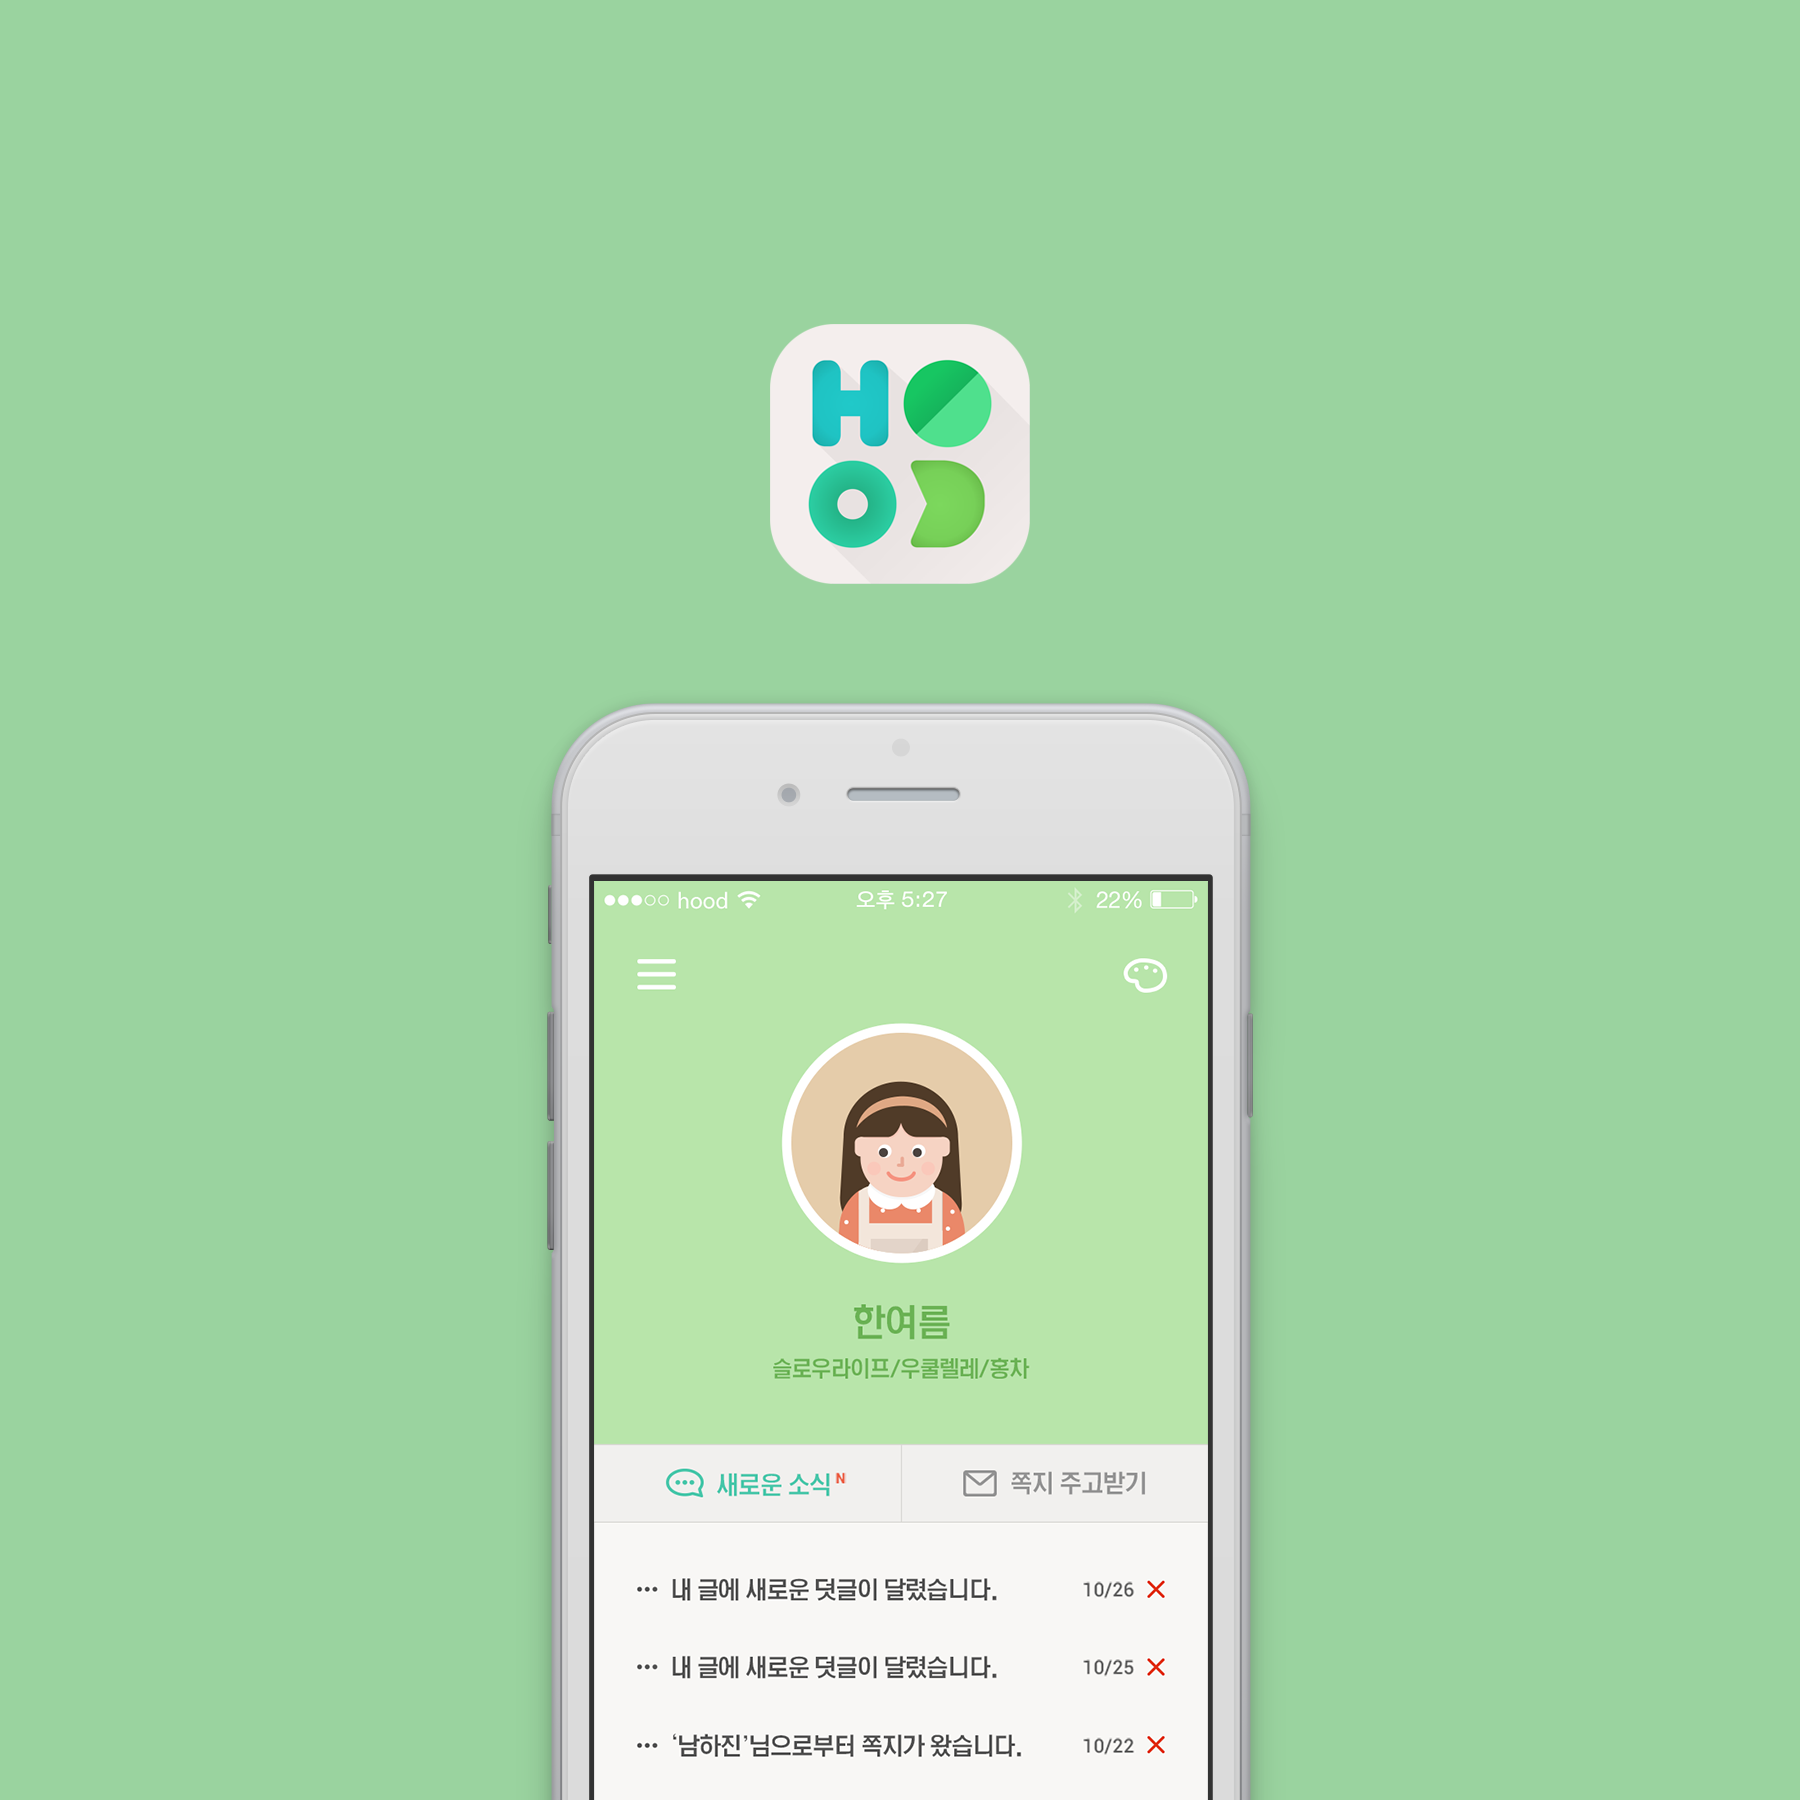 HOOD
hood 오후 5:27 22%
한여름
슬로우라이프/우쿨렐레/홍차
새로운 소식 N 쪽지 주고받기
··· 내 글에 새로운 덧글이 달렸습니다. 10/26 ×
··· 내 글에 새로운 덧글이 달렸습니다. 10/25 ×
··· ‘남하진’님으로부터 쪽지가 왔습니다. 10/22 ×